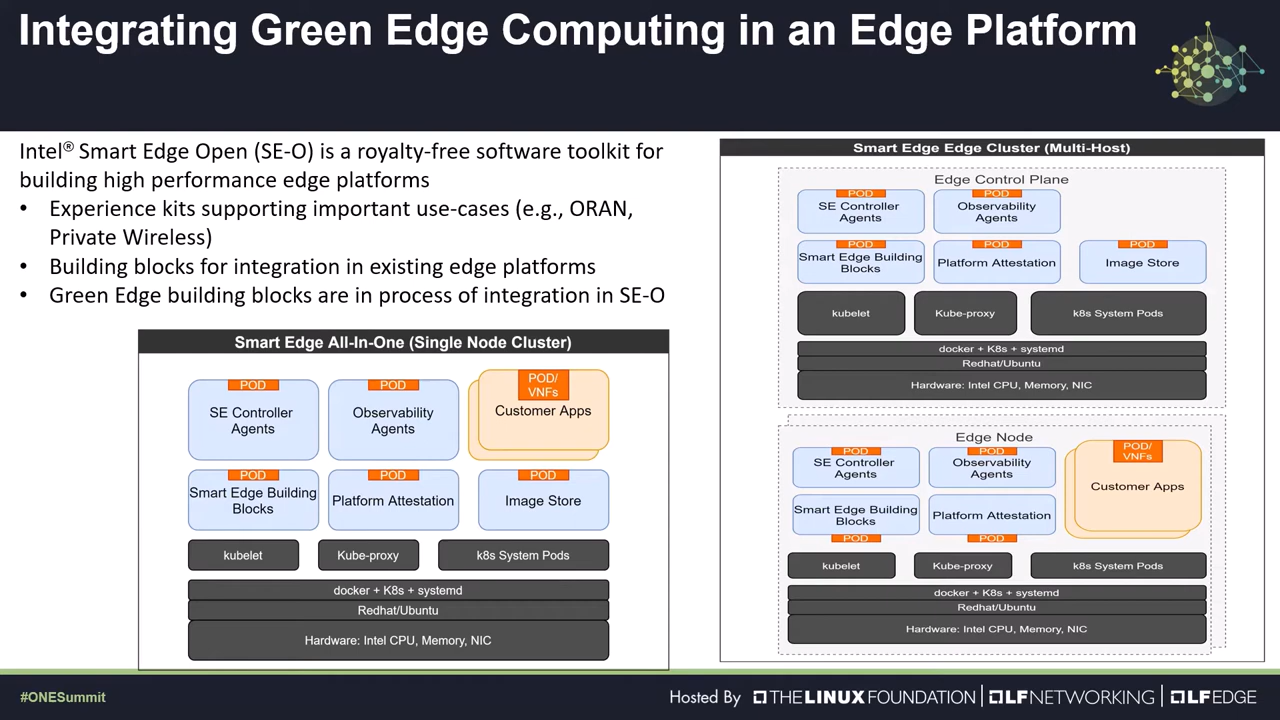 Integrating Green Edge Computing in an Edge Platform
Intel® Smart Edge Open (SE-O) is a royalty-free software toolkit for
building high performance edge platforms
• Experience kits supporting important use-cases (e.g., ORAN,
Private Wireless)
• Building blocks for integration in existing edge platforms
• Green Edge building blocks are in process of integration in SE-O
Smart Edge All-In-One (Single Node Cluster)
POD
SE Controller
Agents
POD
Observability
Agents
POD/
VNFs
Customer Apps
POD
Smart Edge Building
Blocks
POD
Platform Attestation
POD
Image Store
kubelet
Kube-proxy
k8s System Pods
docker + K8s + systemd
Redhat/Ubuntu
Hardware: Intel CPU, Memory, NIC
Smart Edge Edge Cluster (Multi-Host)
Edge Control Plane
POD
SE Controller
Agents
POD
Observability
Agents
POD
Smart Edge Building
Blocks
POD
Platform Attestation
POD
Image Store
kubelet
Kube-proxy
k8s System Pods
docker + K8s + systemd
Redhat/Ubuntu
Hardware: Intel CPU, Memory, NIC
Edge Node
POD
SE Controller
Agents
POD
Observability
Agents
POD/
VNFs
Customer Apps
Smart Edge Building
Blocks
POD
Platform Attestation
POD
kubelet
Kube-proxy
k8s System Pods
docker + K8s + systemd
Redhat/Ubuntu
Hardware: Intel CPU, Memory, NIC
#ONESummit
Hosted By
THE LINUX FOUNDATION
LF NETWORKING
LF EDGE